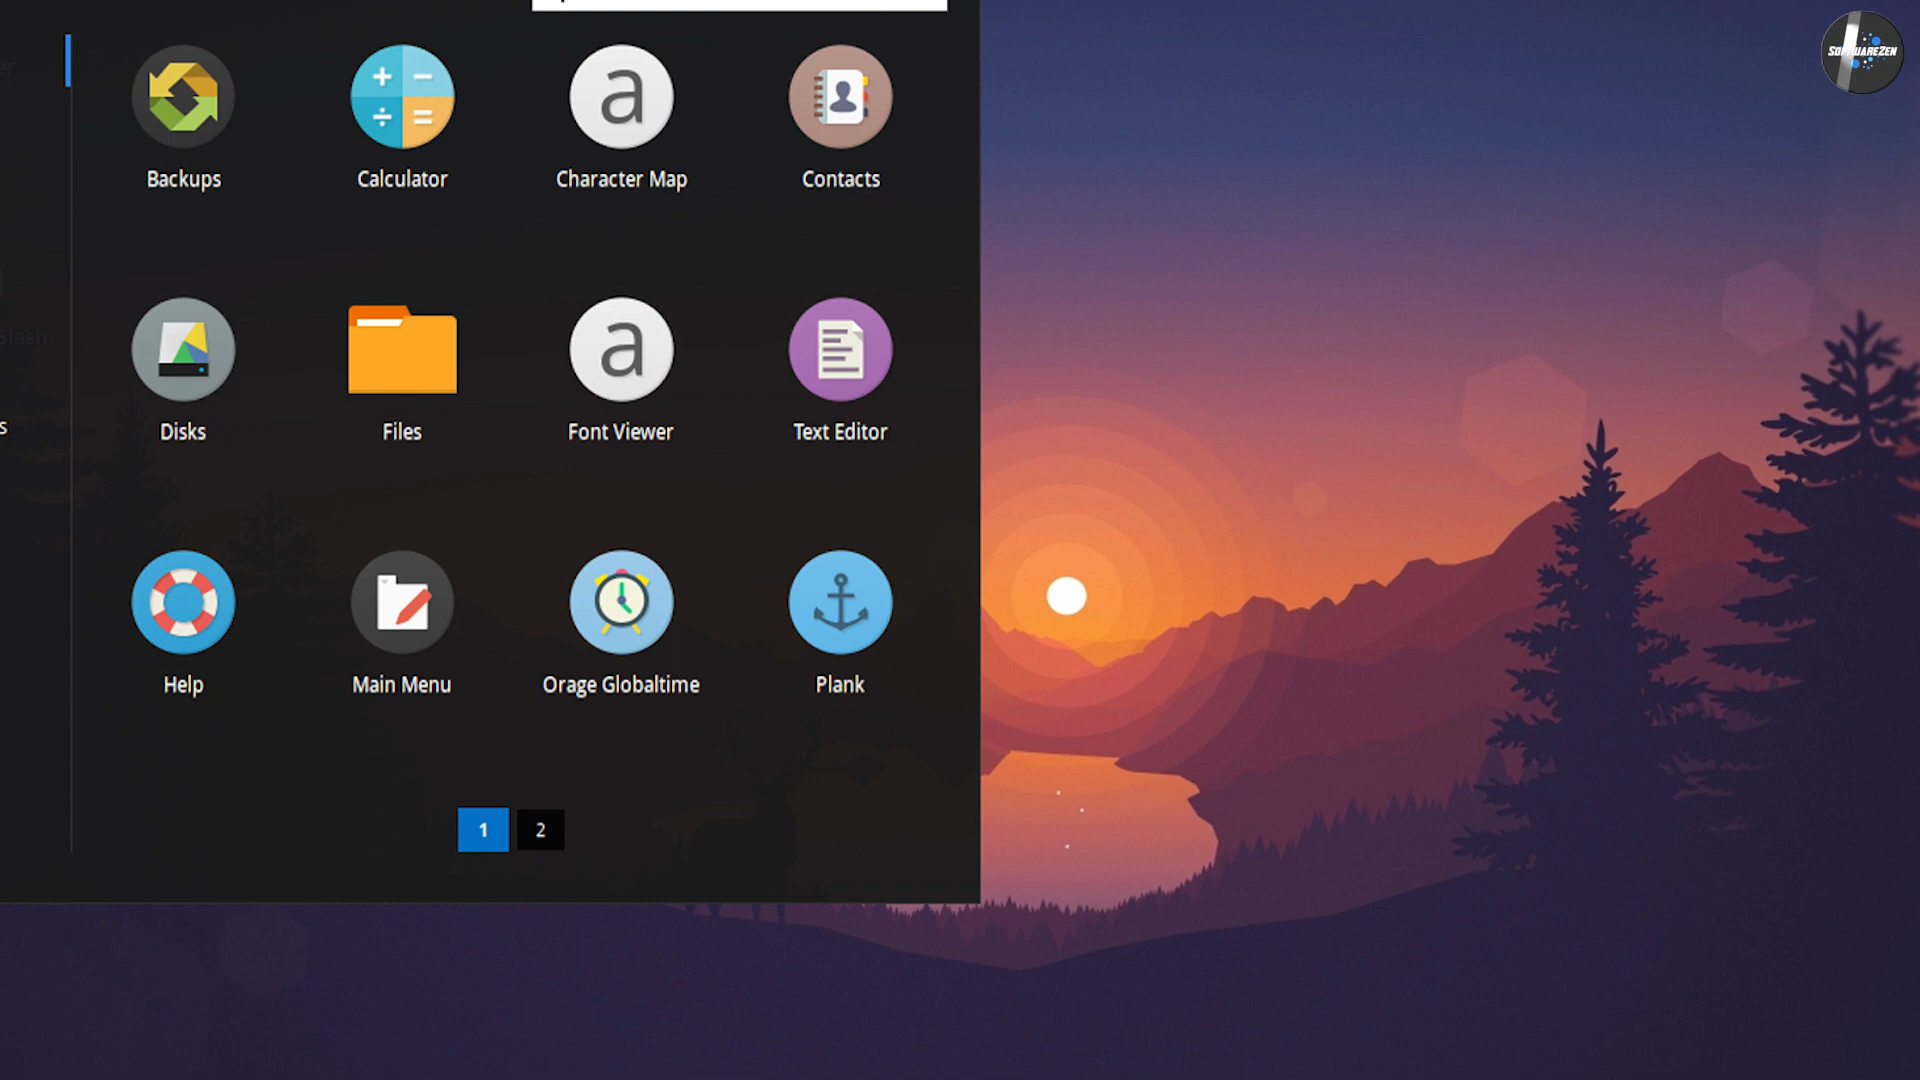 SOFTWAREZEN
Backups
Calculator
Character Map
Contacts
Disks
Files
Font Viewer
Text Editor
Help
Main Menu
Orage Globaltime
Plank
1
2